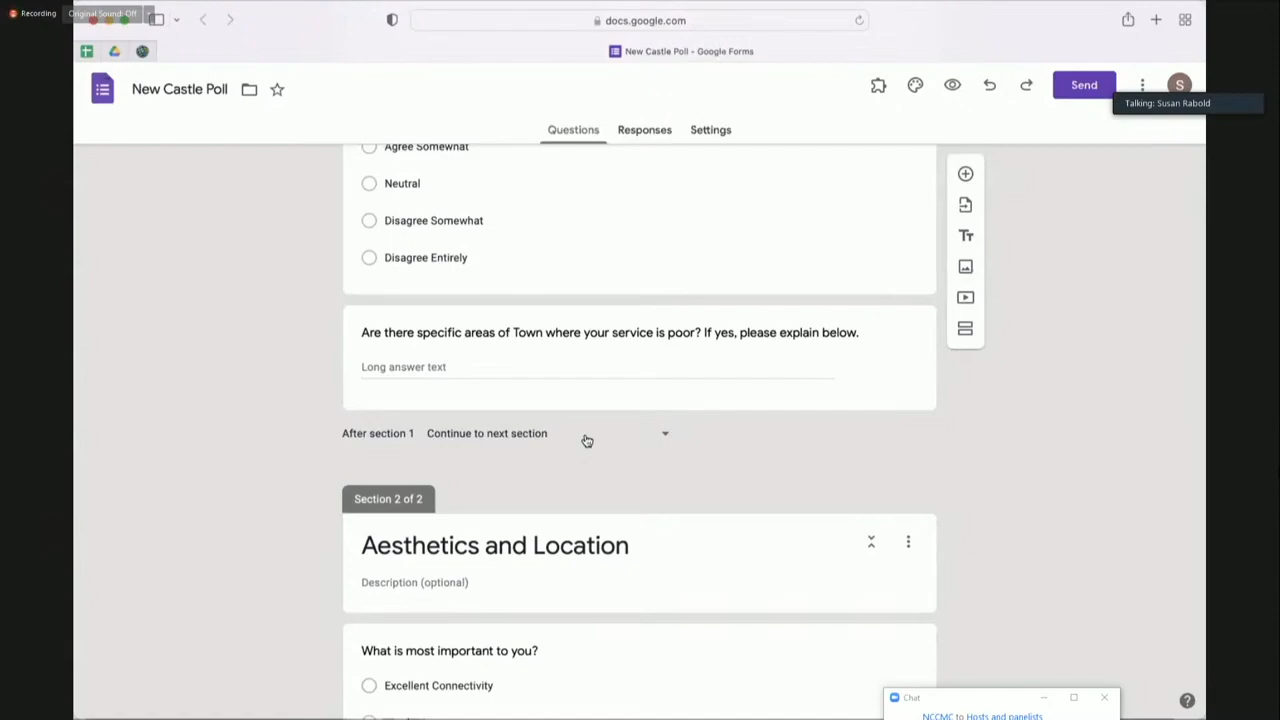 Recording
Original Sound: Off
docs.google.com
New Castle Poll - Google Forms
New Castle Poll
Send
S
Talking: Susan Rabold
Questions
Responses
Settings
Agree Somewhat
Neutral
Disagree Somewhat
Disagree Entirely
Are there specific areas of Town where your service is poor? If yes, please explain below.
Long answer text
After section 1
Continue to next section
Section 2 of 2
Aesthetics and Location
Description (optional)
What is most important to you?
Excellent Connectivity
Chat
NCCMC to Hosts and panelists